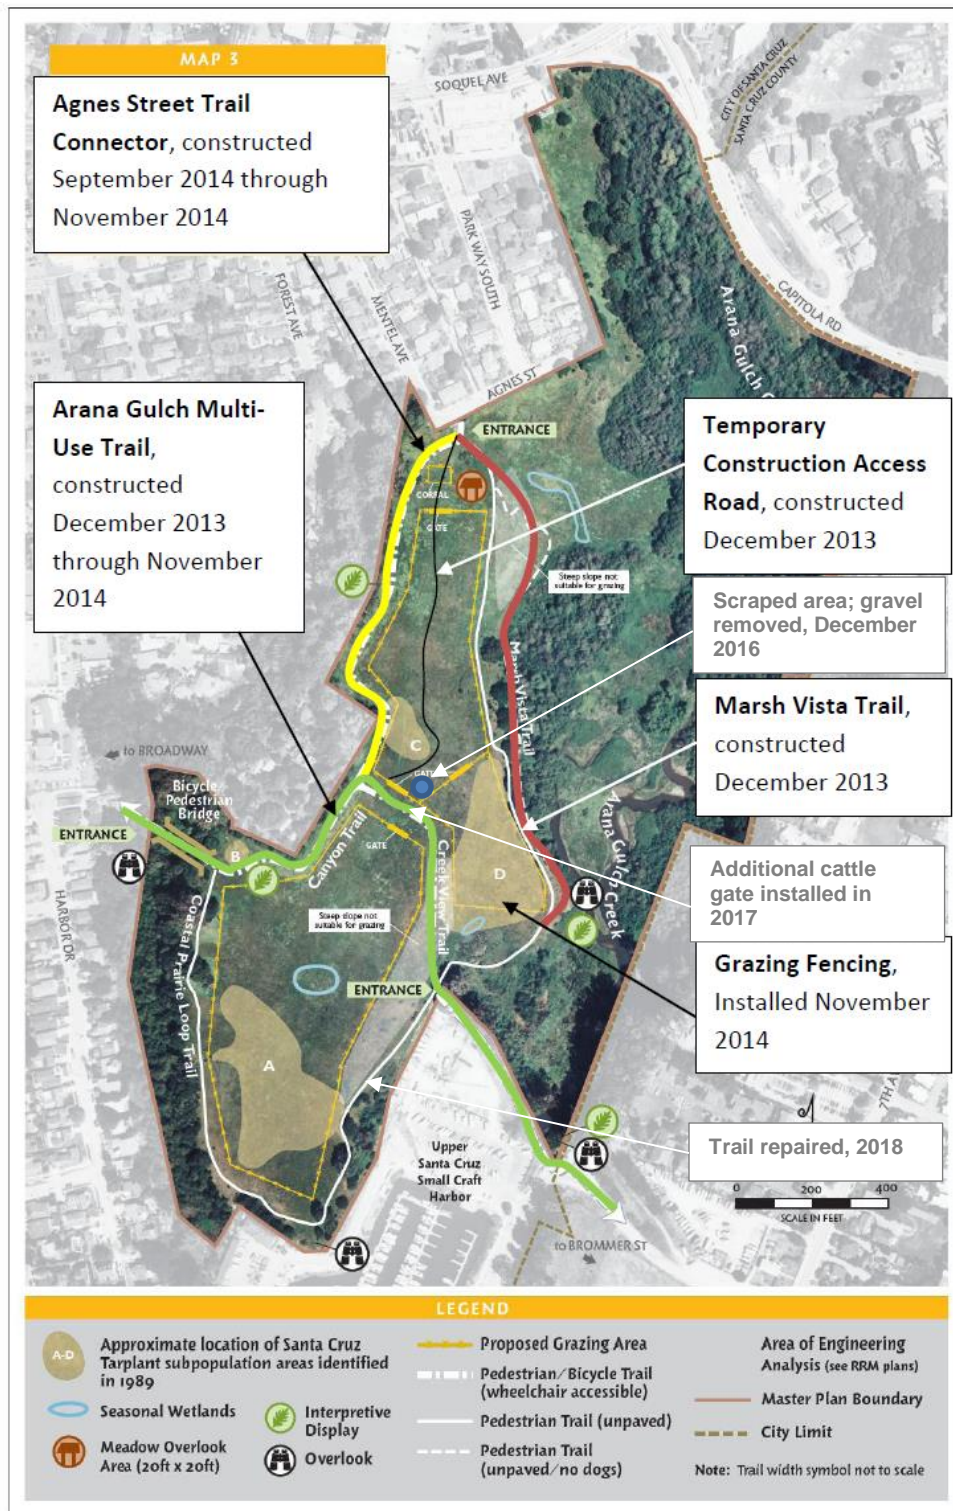 MAP 3
Agnes Street Trail
Connector, constructed
September 2014 through
November 2014
SOQUEL AVE
CITY OF SANTA CRUZ
SANTA CRUZ COUNTY
PARK WAY SOUTH
FOREST AVE
MENTEL AVE
AGNES ST
CAPITOLA RD
Arana Gulch C
Arana Gulch Multi-
Use Trail,
constructed
December 2013
through November
2014
ENTRANCE
CORRAL
GATE
Temporary
Construction Access
Road, constructed
December 2013
Steep slope not
suitable for grazing
Scraped area; gravel
removed, December
2016
Marsh Vista Trail
Marsh Vista Trail,
constructed
December 2013
C
GATE
to BROADWAY
Bicycle
Pedestrian
Bridge
ENTRANCE
B
Canyon Trail
GATE
Creek View Trail
D
Arana Gulch Creek
Additional cattle
gate installed in
2017
HARBOR DR
Coastal Prairie Loop Trail
Steep slope not
suitable for grazing
ENTRANCE
Grazing Fencing,
Installed November
2014
A
7TH A
Upper
Santa Cruz
Small Craft
Harbor
Trail repaired, 2018
0 200 400
SCALE IN FEET
to BROMMER ST
LEGEND
A-D
Approximate location of Santa Cruz
Tarplant subpopulation areas identified
in 1989
Seasonal Wetlands
Meadow Overlook
Area (20ft x 20ft)
Interpretive
Display
Overlook
Proposed Grazing Area
Pedestrian/Bicycle Trail
(wheelchair accessible)
Pedestrian Trail (unpaved)
Pedestrian Trail
(unpaved/no dogs)
Area of Engineering
Analysis (see RRM plans)
Master Plan Boundary
City Limit
Note: Trail width symbol not to scale